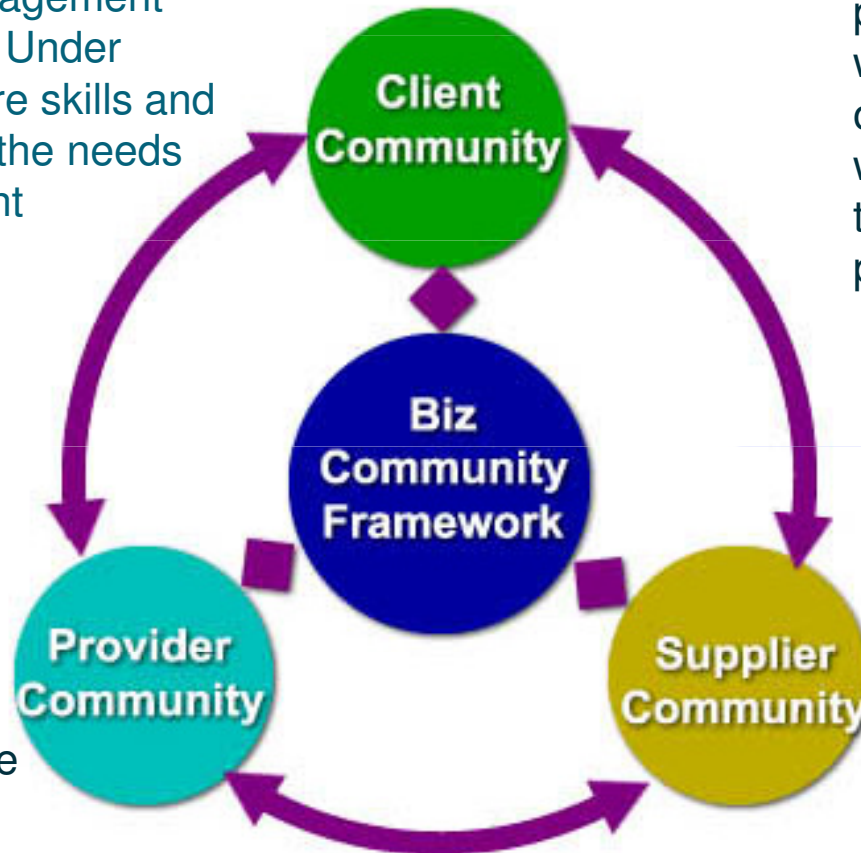 agement
Under
re skills and
the needs
nt
Client
Community
Biz
Community
Framework
Provider
Community
Supplier
Community
e